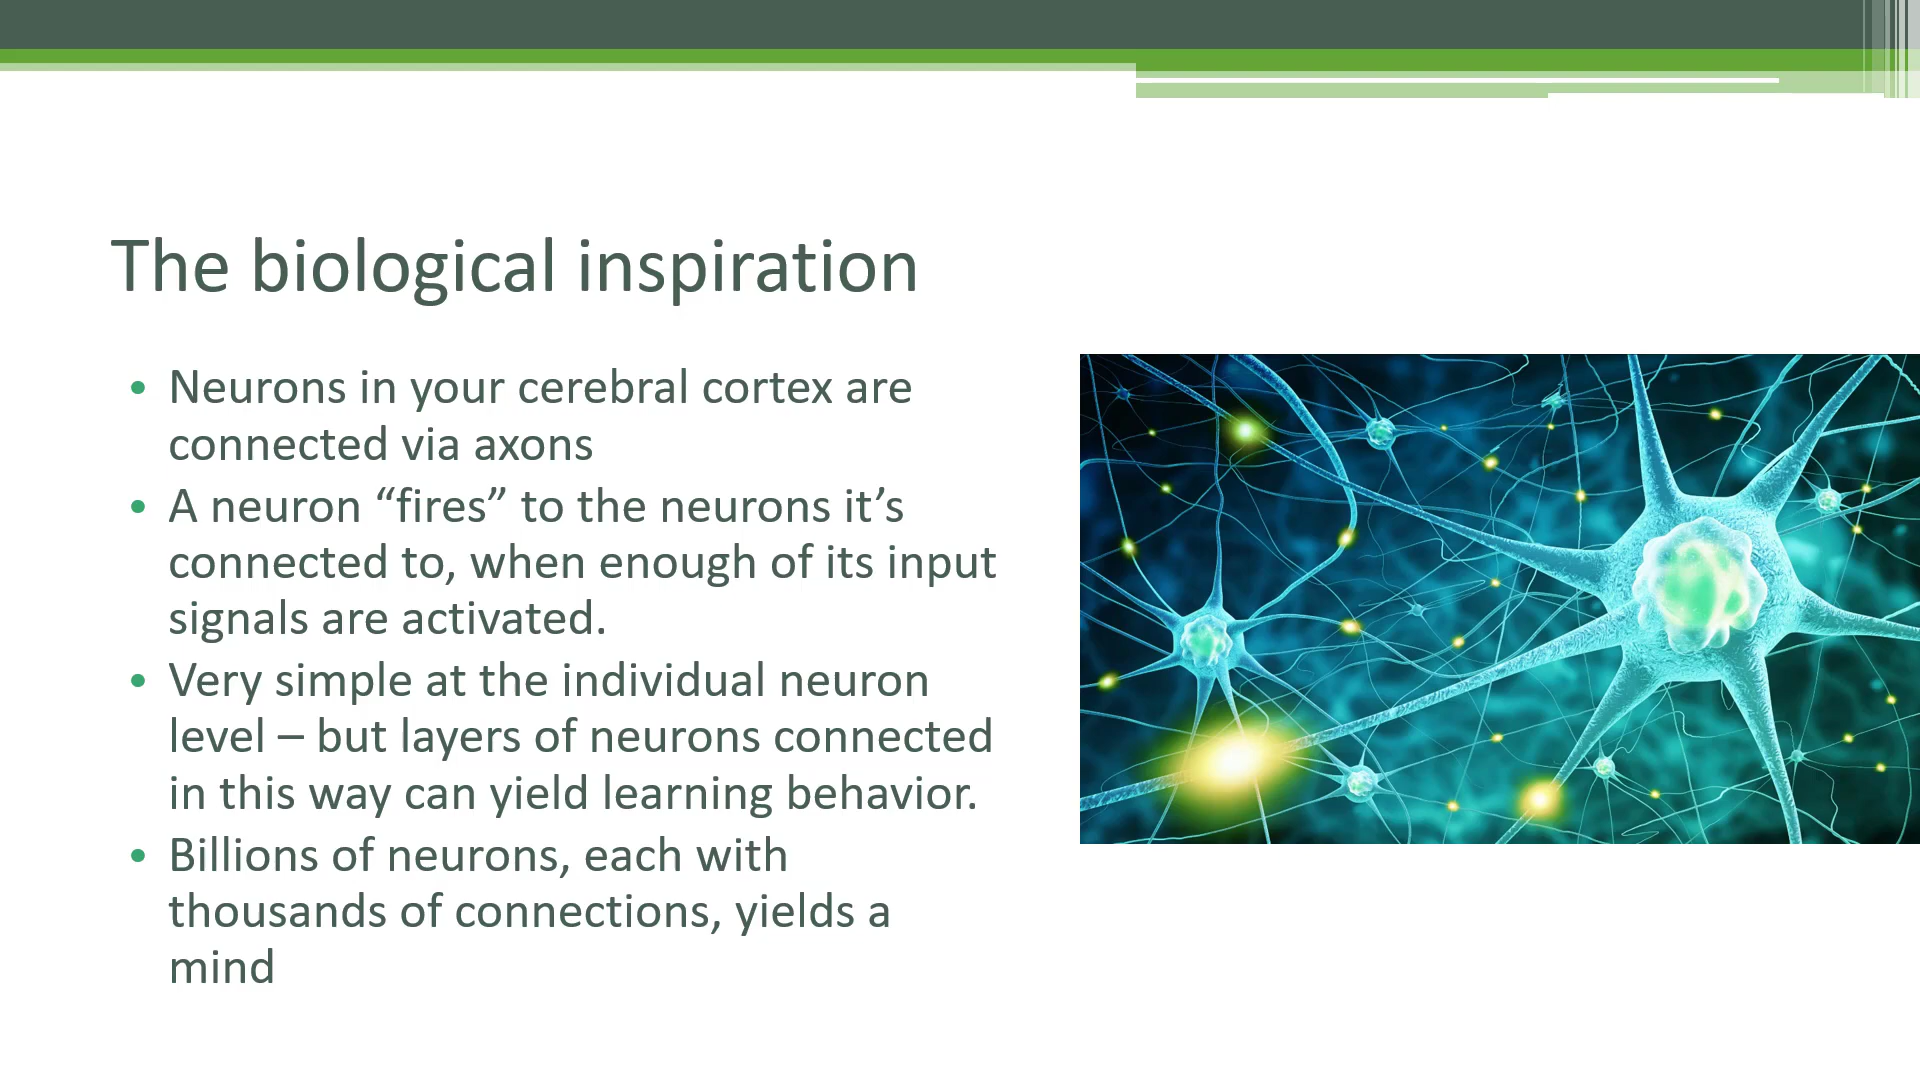 The biological inspiration
• Neurons in your cerebral cortex are
connected via axons
• A neuron “fires” to the neurons it’s
connected to, when enough of its input
signals are activated.
• Very simple at the individual neuron
level – but layers of neurons connected
in this way can yield learning behavior.
• Billions of neurons, each with
thousands of connections, yields a
mind